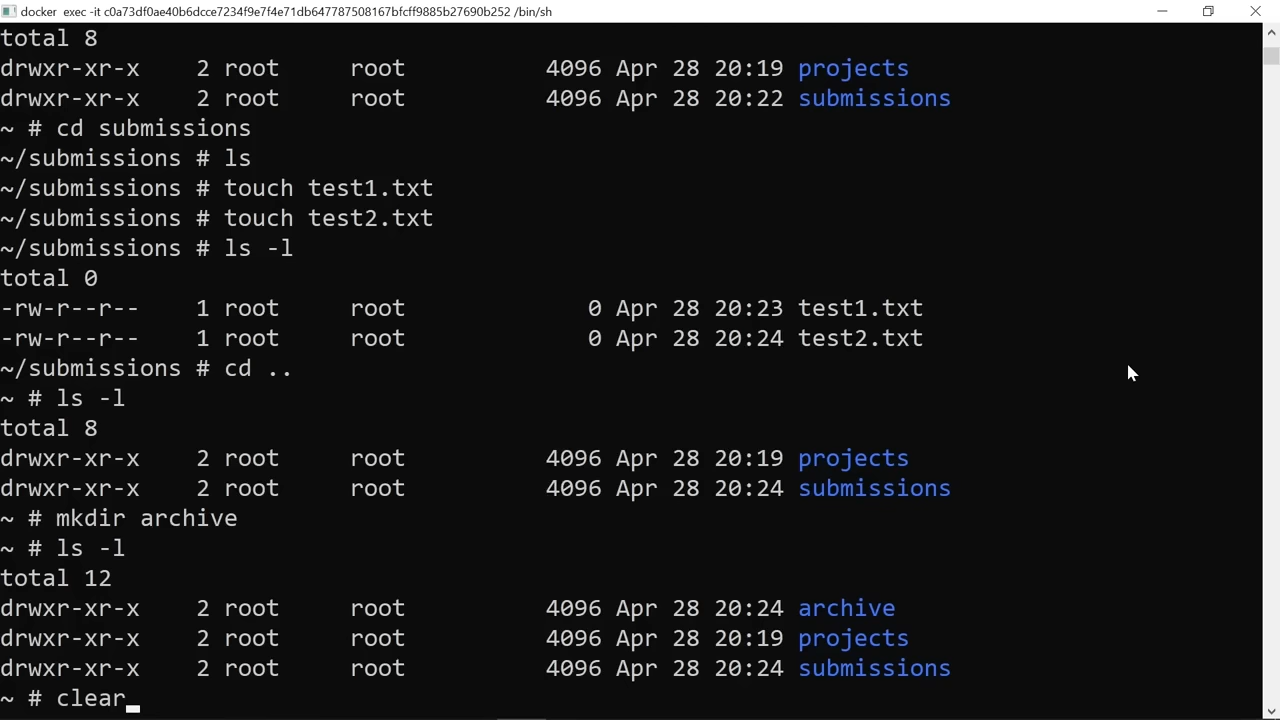 docker exec -it c0a73df0ae40b6dcce7234f9e7f4e71db647787508167bfcff9885b27690b252 /bin/sh
total 8
drwxr-xr-x    2 root     root          4096 Apr 28 20:19 projects
drwxr-xr-x    2 root     root          4096 Apr 28 20:22 submissions
~ # cd submissions
~/submissions # ls
~/submissions # touch test1.txt
~/submissions # touch test2.txt
~/submissions # ls -l
total 0
-rw-r--r--    1 root     root             0 Apr 28 20:23 test1.txt
-rw-r--r--    1 root     root             0 Apr 28 20:24 test2.txt
~/submissions # cd ..
~ # ls -l
total 8
drwxr-xr-x    2 root     root          4096 Apr 28 20:19 projects
drwxr-xr-x    2 root     root          4096 Apr 28 20:24 submissions
~ # mkdir archive
~ # ls -l
total 12
drwxr-xr-x    2 root     root          4096 Apr 28 20:24 archive
drwxr-xr-x    2 root     root          4096 Apr 28 20:19 projects
drwxr-xr-x    2 root     root          4096 Apr 28 20:24 submissions
~ # clear